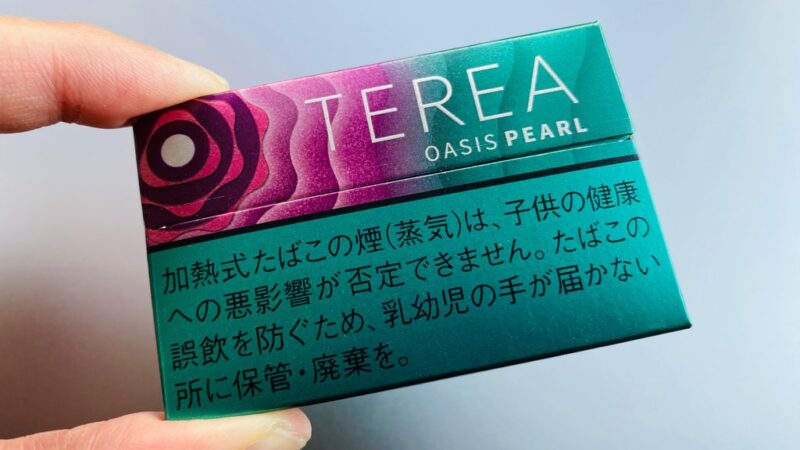 TEREA
OASIS PEARL
加熱式たばこの煙(蒸気)は、子供の健康
への悪影響が否定できません。たばこの
誤飲を防ぐため、乳幼児の手が届かない
所に保管・廃棄を。